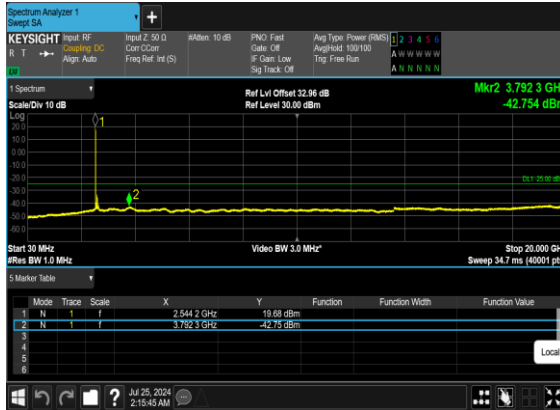 Spectrum Analyzer 1
Swept SA
+
KEYSIGHT Input: RF Input Z: 50 Ω #Atten: 10 dB PNO: Fast Avg Type: Power (RMS) 1 2 3 4 5 6
R T Coupling: DC Corr CCorr Gate: Off Avg|Hold: 100/100 A W W W W W
Align: Auto Freq Ref: Int (S) IF Gain: Low Trig: Free Run
Sig Track: Off A N N N N N
LXI
1 Spectrum Ref Lvl Offset 32.96 dB Mkr2 3.792 3 GH
Scale/Div 10 dB Ref Level 30.00 dBm -42.754 dBr
Log
1
20.0
10.0
0.00
-10.0
-20.0
DL1 -25.00 dB
-30.0
2
-40.0
-50.0
-60.0
Start 30 MHz Video BW 3.0 MHz* Stop 20.000 GH
#Res BW 1.0 MHz Sweep 34.7 ms (40001 pt
5 Marker Table
Mode Trace Scale X Y Function Function Width Function Value
1 N 1 f 2.544 2 GHz 19.68 dBm
2 N 1 f 3.792 3 GHz -42.75 dBm
3
4
5
6
Local
? Jul 25, 2024
2:15:45 AM